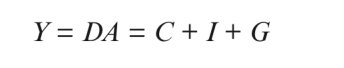 Y = DA = C + I + G